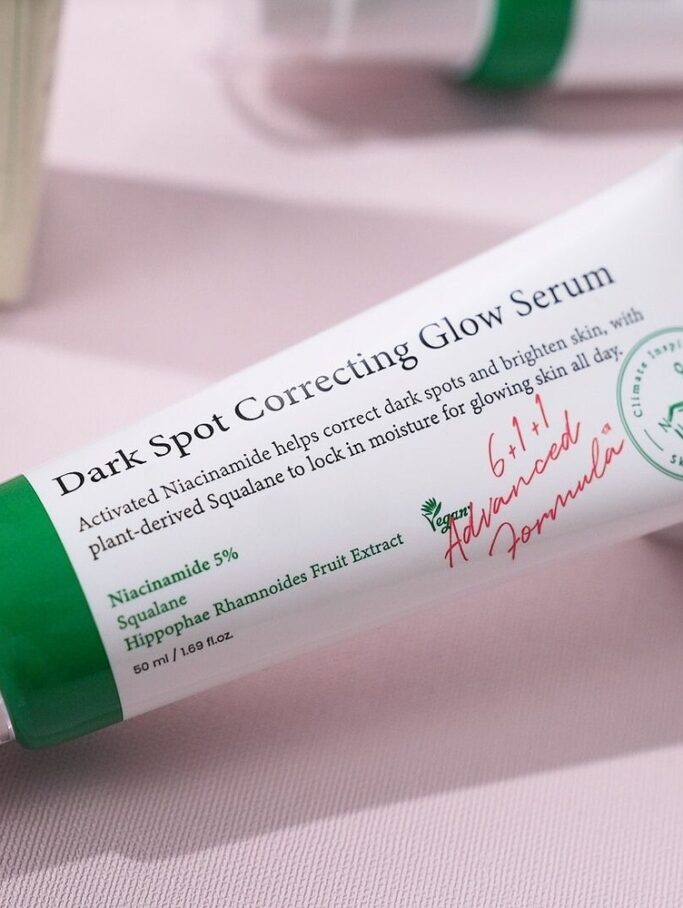 Dark Spot Correcting Glow Serum
Activated Niacinamide helps correct dark spots and brighten skin, with
plant-derived Squalane to lock in moisture for glowing skin all day.
6+1+1
Advanced
Formula
Vegan
Niacinamide 5%
Squalane
Hippophae Rhamnoides Fruit Extract
50 ml / 1.69 fl.oz.
Climate